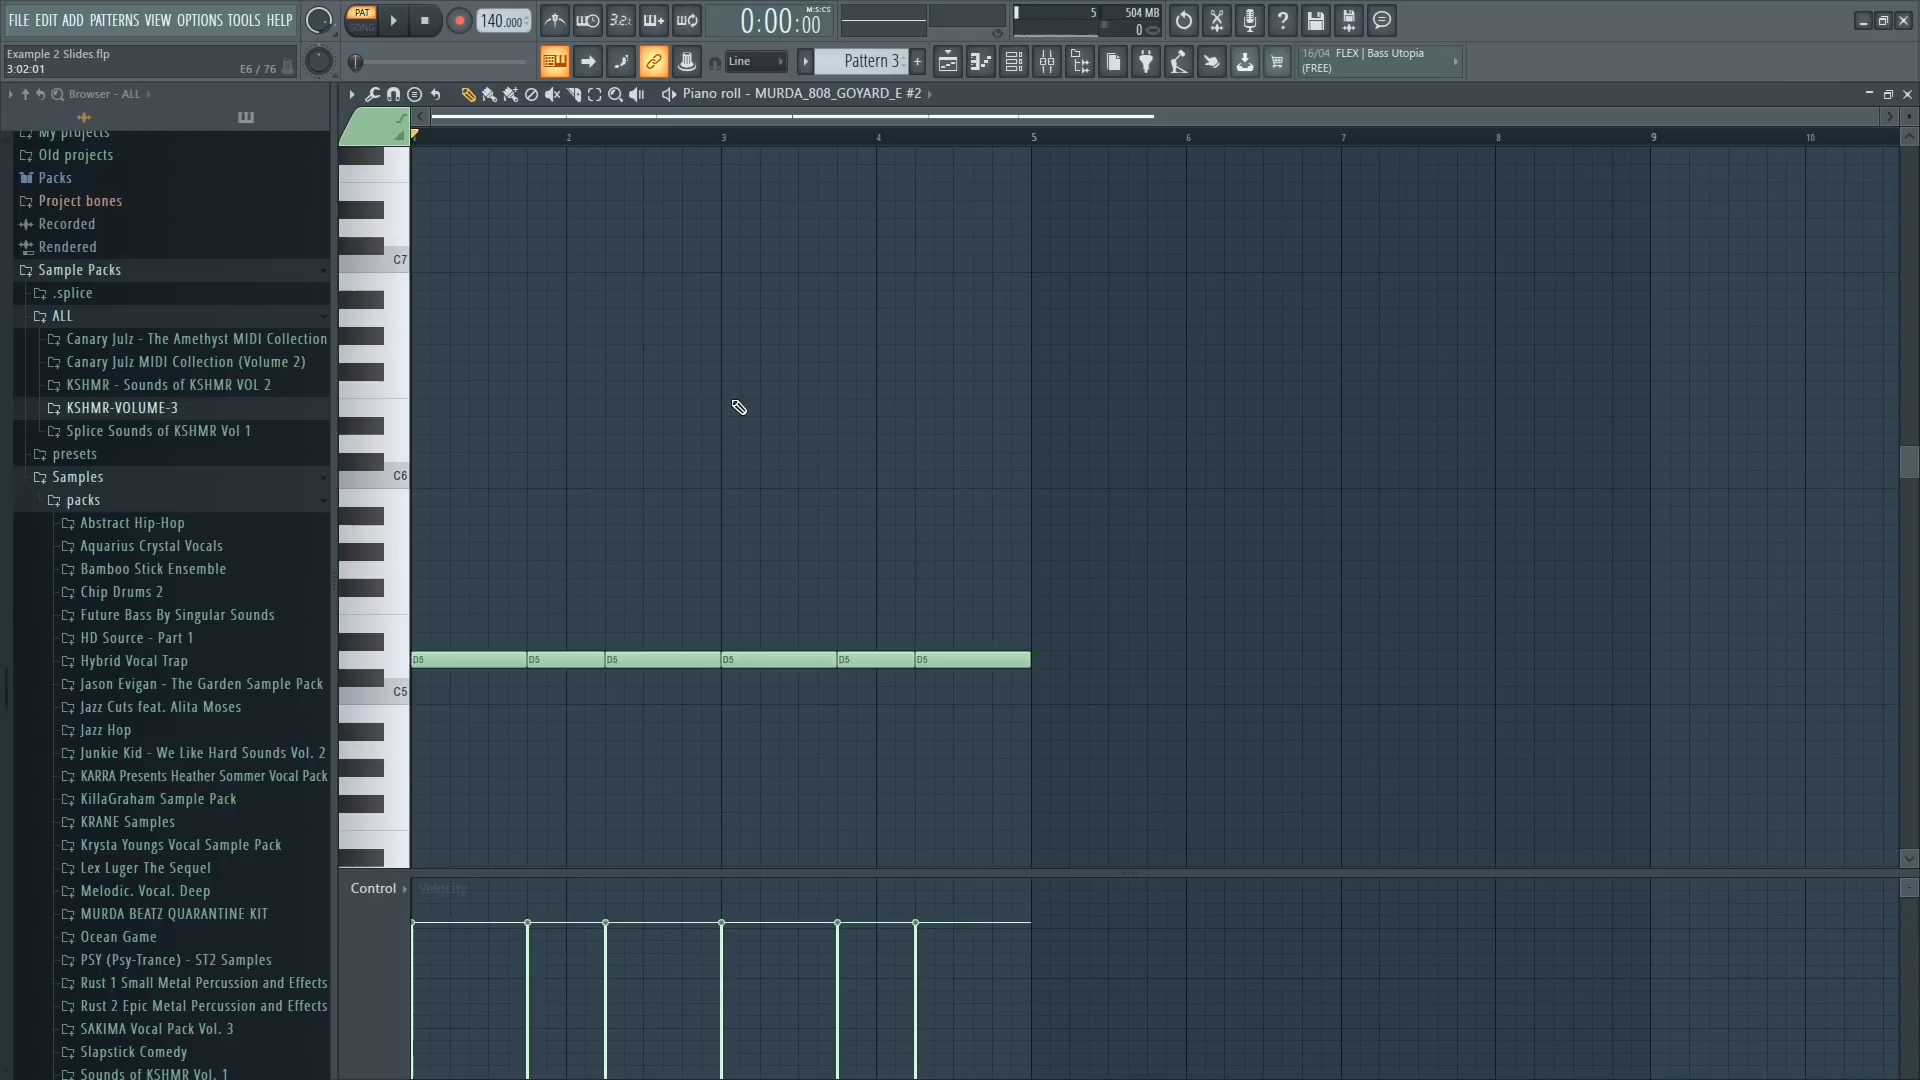 FILE EDIT ADD PATTERNS VIEW OPTIONS TOOLS HELP
PAT
SONG
140.000
3.2.
0:00:00
M:S:CS
5
504 MB
0
Example 2 Slides.flp
3:02:01
E6 / 76
Line
Pattern 3
16/04 FLEX | Bass Utopia
(FREE)
Browser - ALL
Piano roll - MURDA_808_GOYARD_E #2
My projects
Old projects
Packs
Project bones
Recorded
Rendered
Sample Packs
.splice
ALL
Canary Julz - The Amethyst MIDI Collection
Canary Julz MIDI Collection (Volume 2)
KSHMR - Sounds of KSHMR VOL 2
KSHMR-VOLUME-3
Splice Sounds of KSHMR Vol 1
presets
Samples
packs
Abstract Hip-Hop
Aquarius Crystal Vocals
Bamboo Stick Ensemble
Chip Drums 2
Future Bass By Singular Sounds
HD Source - Part 1
Hybrid Vocal Trap
Jason Evigan - The Garden Sample Pack
Jazz Cuts feat. Alita Moses
Jazz Hop
Junkie Kid - We Like Hard Sounds Vol. 2
KARRA Presents Heather Sommer Vocal Pack
KillaGraham Sample Pack
KRANE Samples
Krysta Youngs Vocal Sample Pack
Lex Luger The Sequel
Melodic. Vocal. Deep
MURDA BEATZ QUARANTINE KIT
Ocean Game
PSY (Psy-Trance) - ST2 Samples
Rust 1 Small Metal Percussion and Effects
Rust 2 Epic Metal Percussion and Effects
SAKIMA Vocal Pack Vol. 3
Slapstick Comedy
Sounds of KSHMR Vol. 1
2 3 4 5 6 7 8 9 10
C7
C6
D5 D5 D5 D5 D5 D5
C5
Control
Velocity